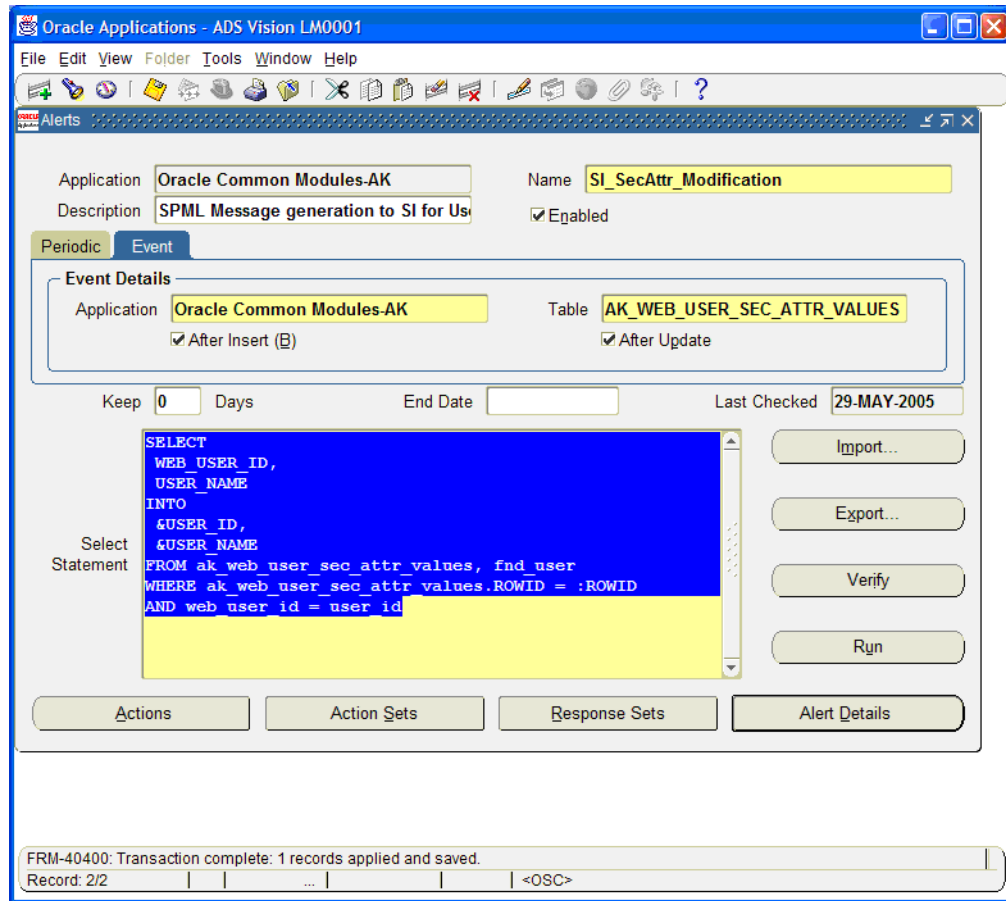 Oracle Applications - ADS Vision LM0001
File Edit View Folder Tools Window Help
Alerts
Application Oracle Common Modules-AK Name SI_SecAttr_Modification
Description SPML Message generation to SI for Use Enabled
Periodic Event
Event Details
Application Oracle Common Modules-AK Table AK_WEB_USER_SEC_ATTR_VALUES
After Insert (B) After Update
Keep 0 Days End Date Last Checked 29-MAY-2005
SELECT
WEB_USER_ID,
USER_NAME
INTO
&USER_ID,
&USER_NAME
FROM ak_web_user_sec_attr_values, fnd_user
WHERE ak_web_user_sec_attr_values.ROWID = :ROWID
AND web_user_id = user_id
Select
Statement
Import...
Export...
Verify
Run
Actions Action Sets Response Sets Alert Details
FRM-40400: Transaction complete: 1 records applied and saved.
Record: 2/2 ... <OSC>